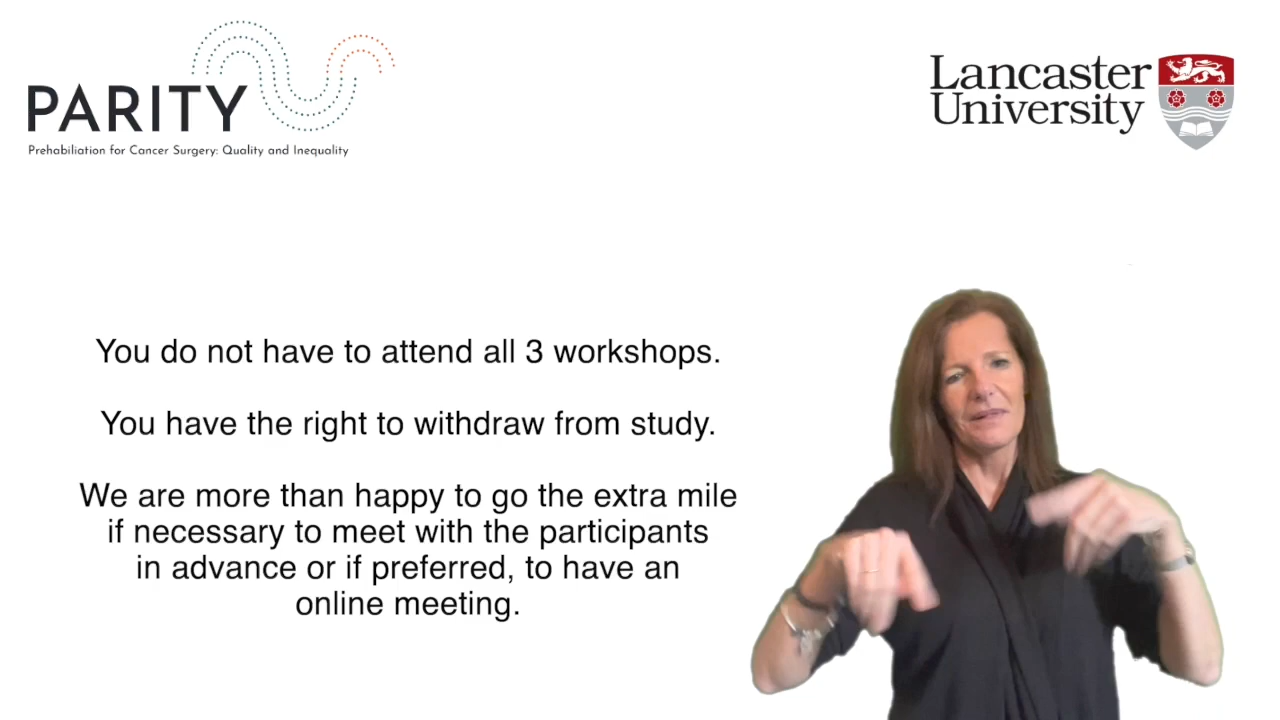 PARITY
Prehabiliation for Cancer Surgery: Quality and Inequality
Lancaster
University
You do not have to attend all 3 workshops.
You have the right to withdraw from study.
We are more than happy to go the extra mile
if necessary to meet with the participants
in advance or if preferred, to have an
online meeting.